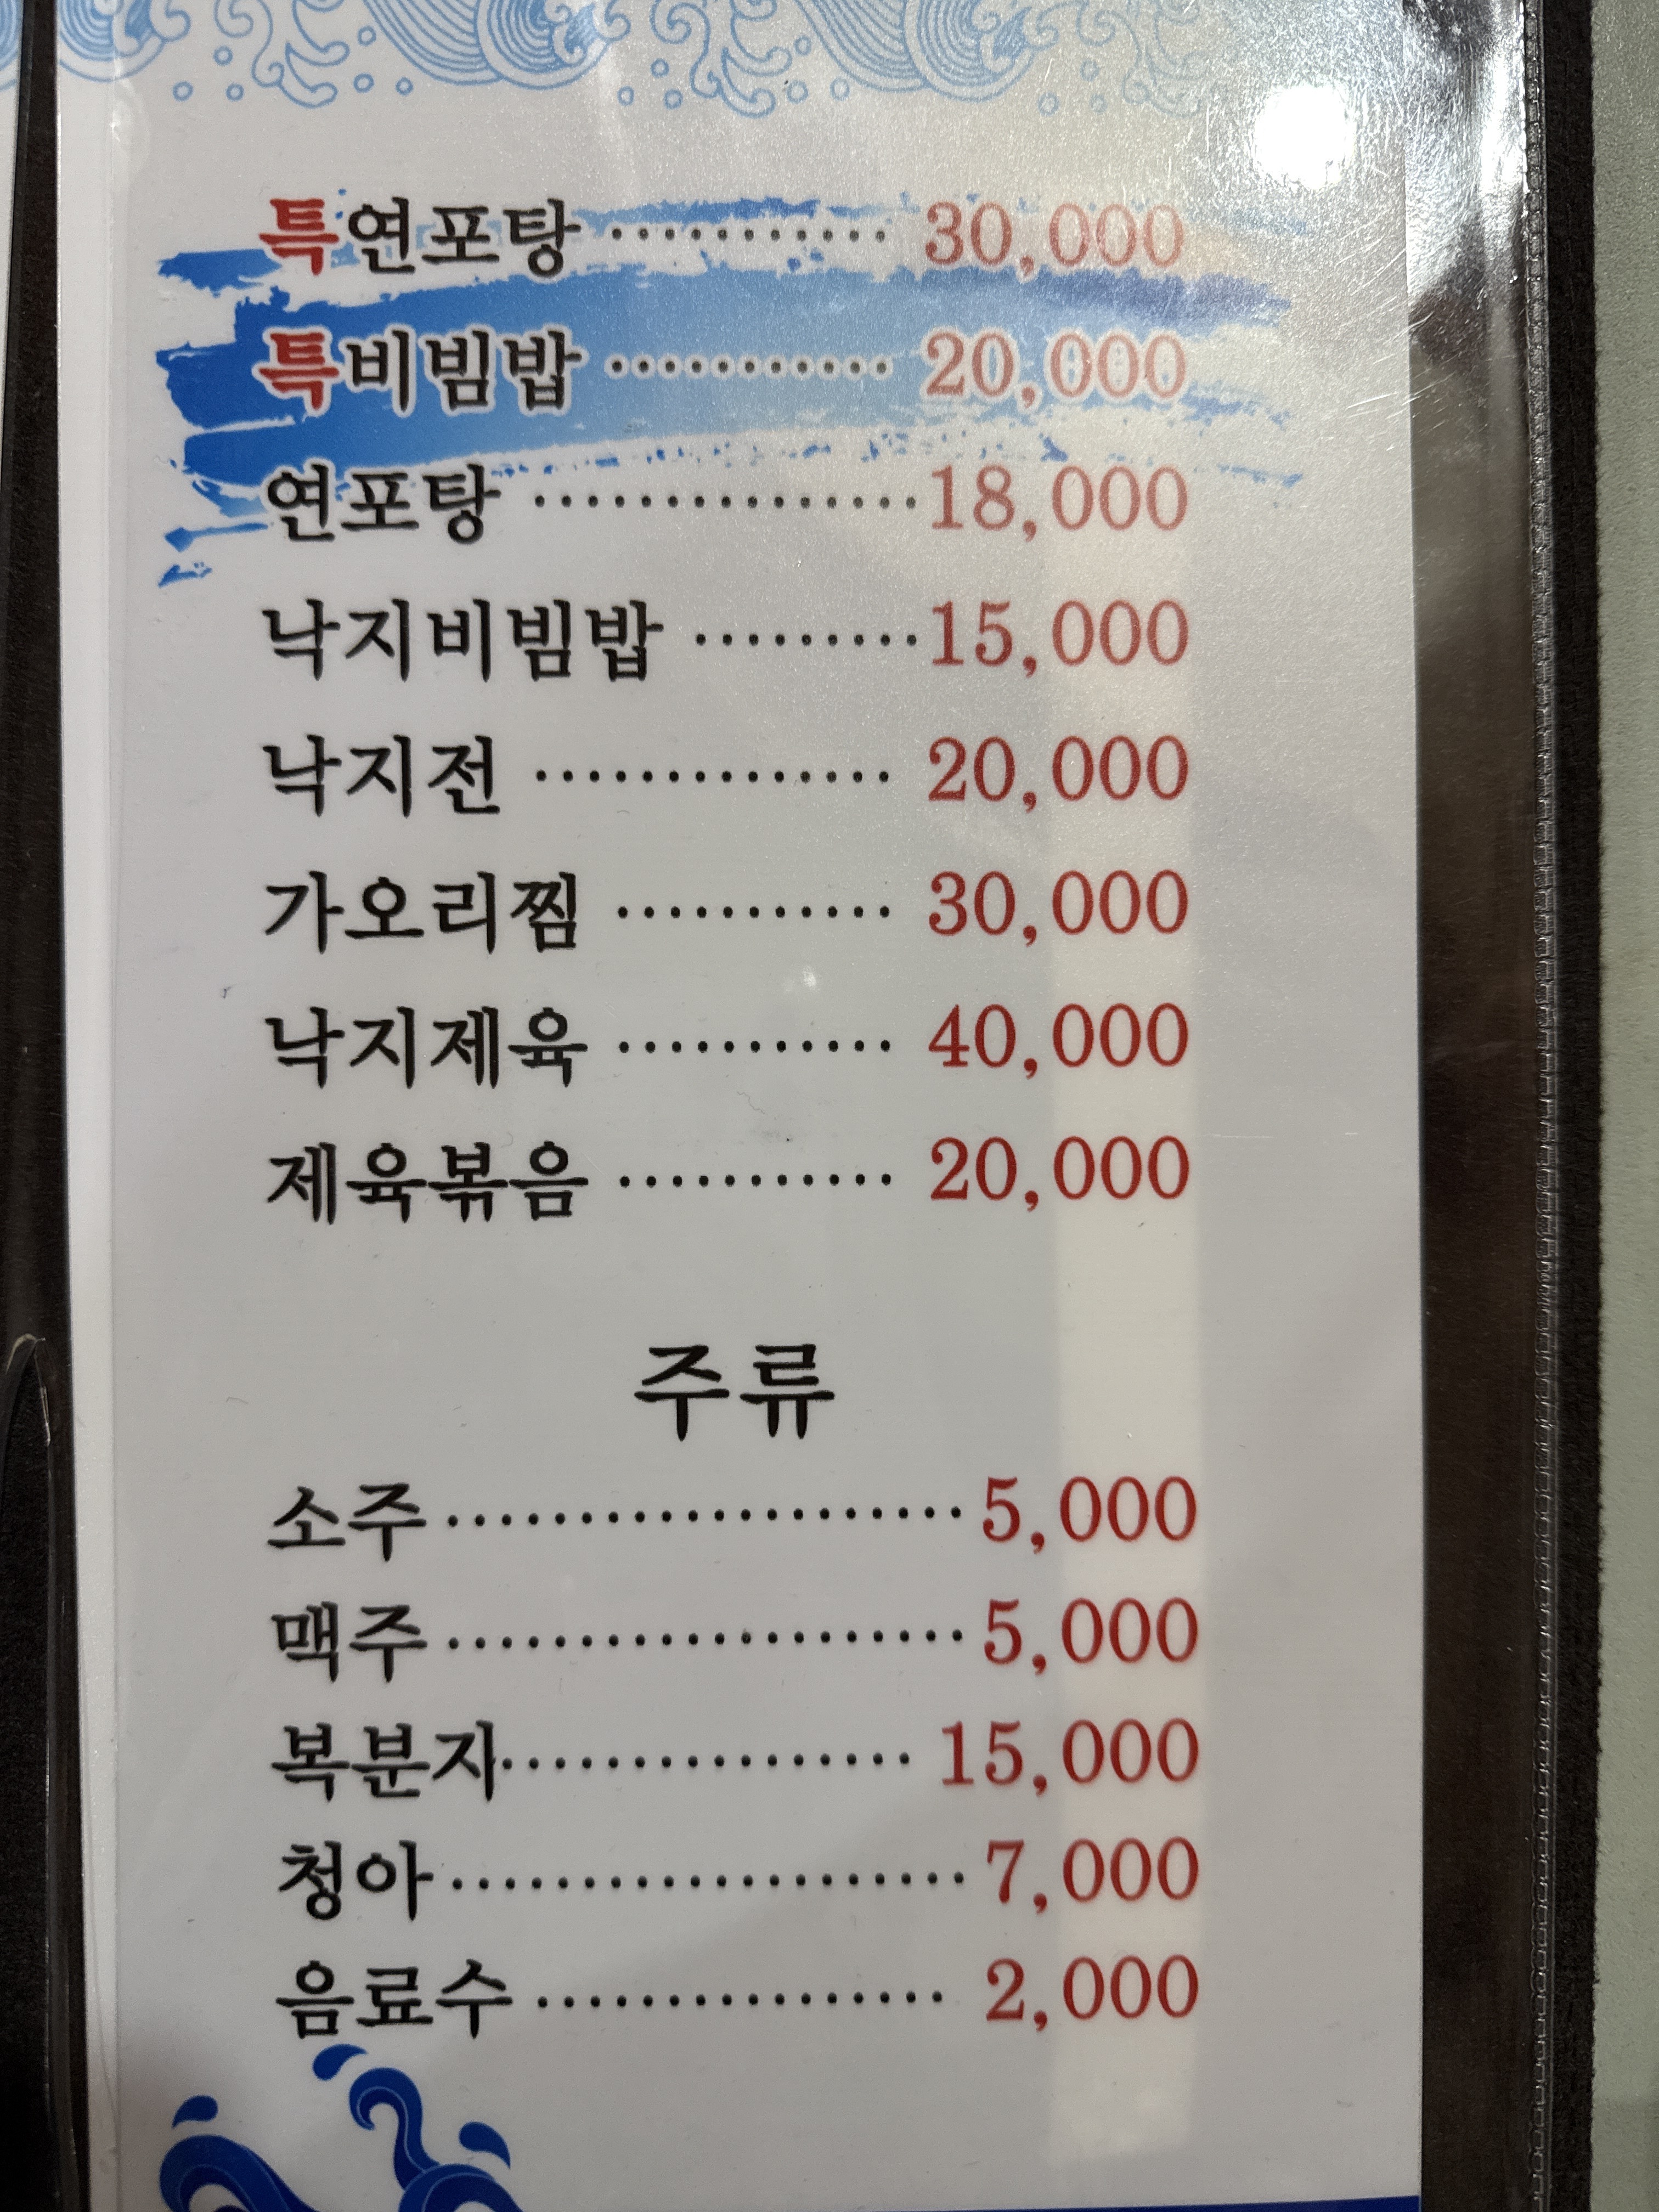 특연포탕 ··········· 30,000
특비빔밥 ··········· 20,000
연포탕 ···············18,000
낙지비빔밥 ·········15,000
낙지전 ·············· 20,000
가오리찜 ··········· 30,000
낙지제육 ··········· 40,000
제육볶음 ··········· 20,000
주류
소주 ···················· 5,000
맥주 ···················· 5,000
복분자················ 15,000
청아 ···················· 7,000
음료수 ················ 2,000